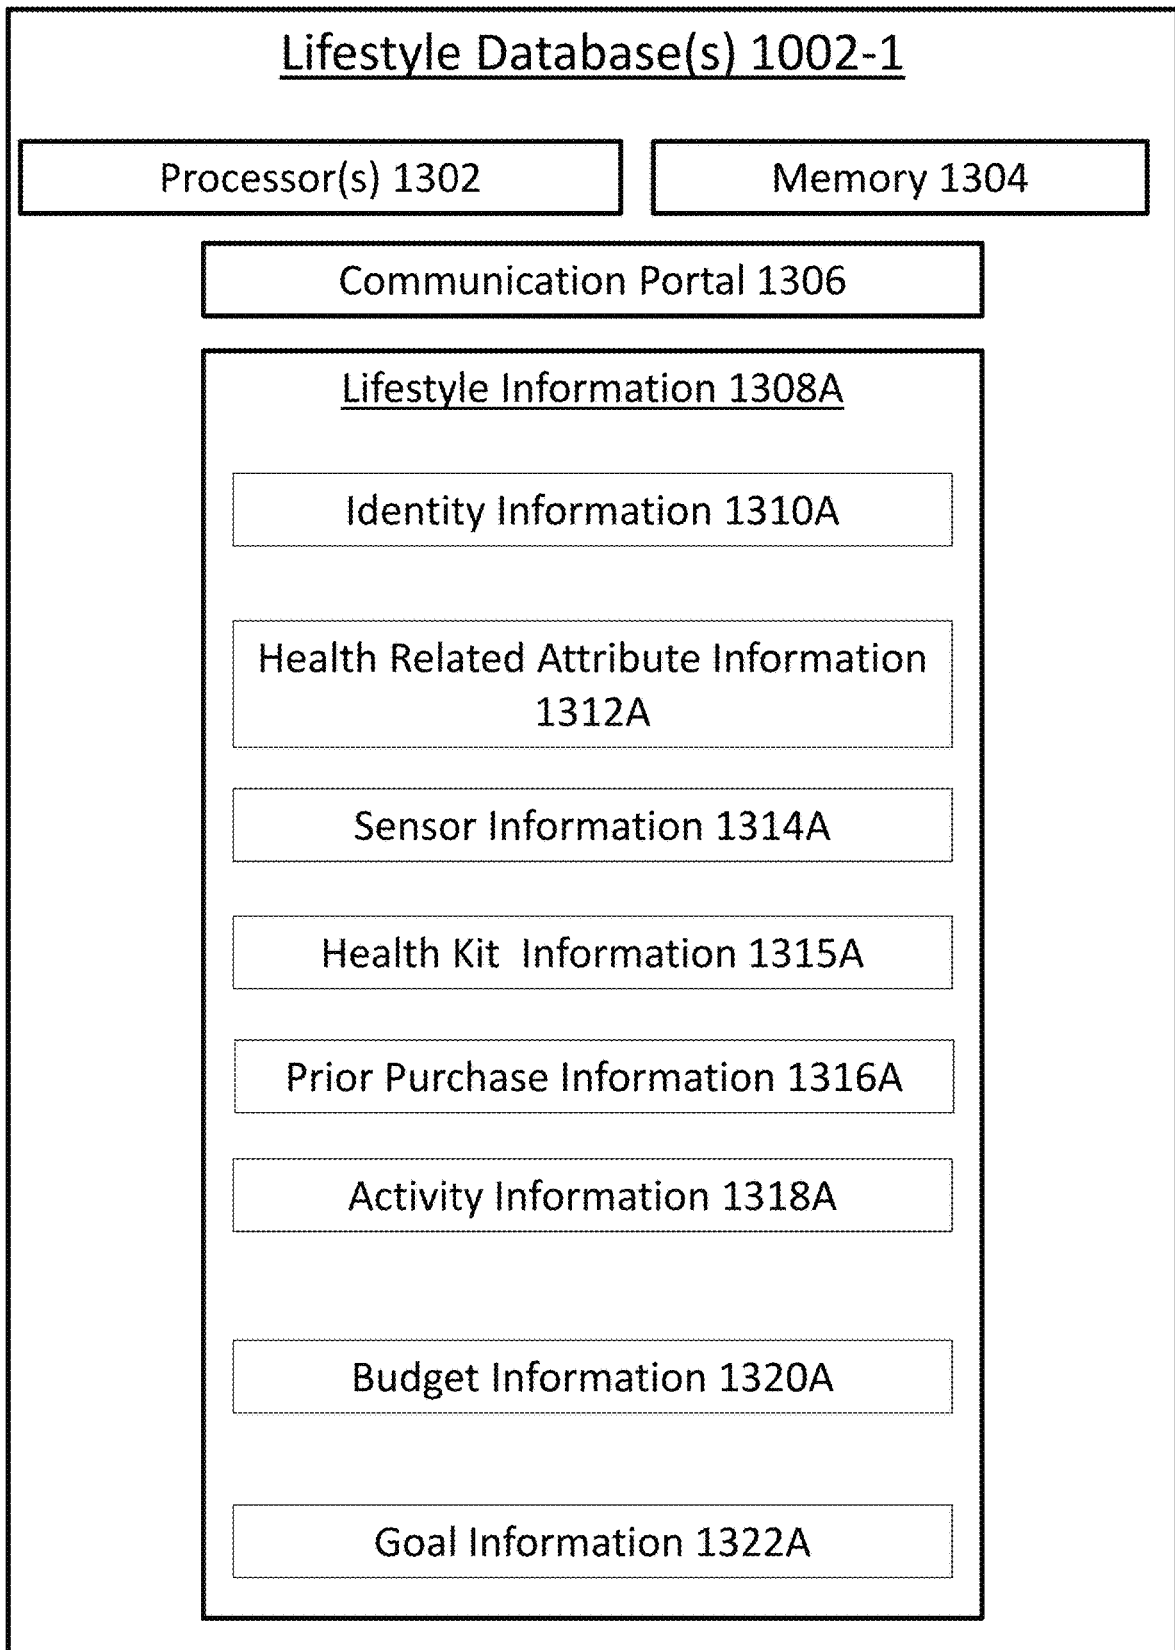 Lifestyle Database(s) 1002-1
Processor(s) 1302
Memory 1304
Communication Portal 1306
Lifestyle Information 1308A
Identity Information 1310A
Health Related Attribute Information
1312A
Sensor Information 1314A
Health Kit  Information 1315A
Prior Purchase Information 1316A
Activity Information 1318A
Budget Information 1320A
Goal Information 1322A